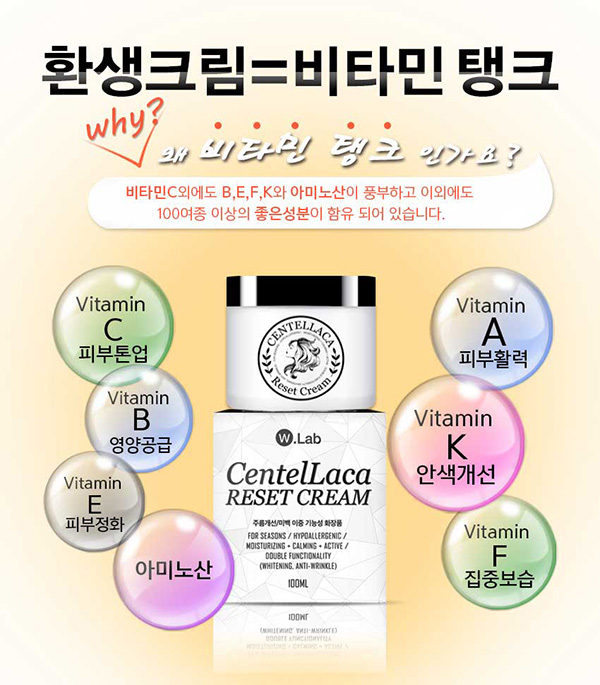 환생크림=비타민 탱크
why?
왜 비타민 탱크 인가요?
비타민C외에도 B,E,F,K와 아미노산이 풍부하고 이외에도
100여종 이상의 좋은성분이 함유 되어 있습니다.
Vitamin
C
피부톤업
Vitamin
A
피부활력
Vitamin
B
영양공급
Vitamin
K
안색개선
Vitamin
E
피부정화
Vitamin
F
집중보습
아미노산
CENTELLACA
Reset Cream
W.Lab
CentelLaca
RESET CREAM
주름개선/미백 이중 기능성 화장품
FOR SEASONS / HYPOALLERGENIC /
MOISTURIZING + CALMING + ACTIVE /
DOUBLE FUNCTIONALITY
(WHITENING, ANTI-WRINKLE)
100ML